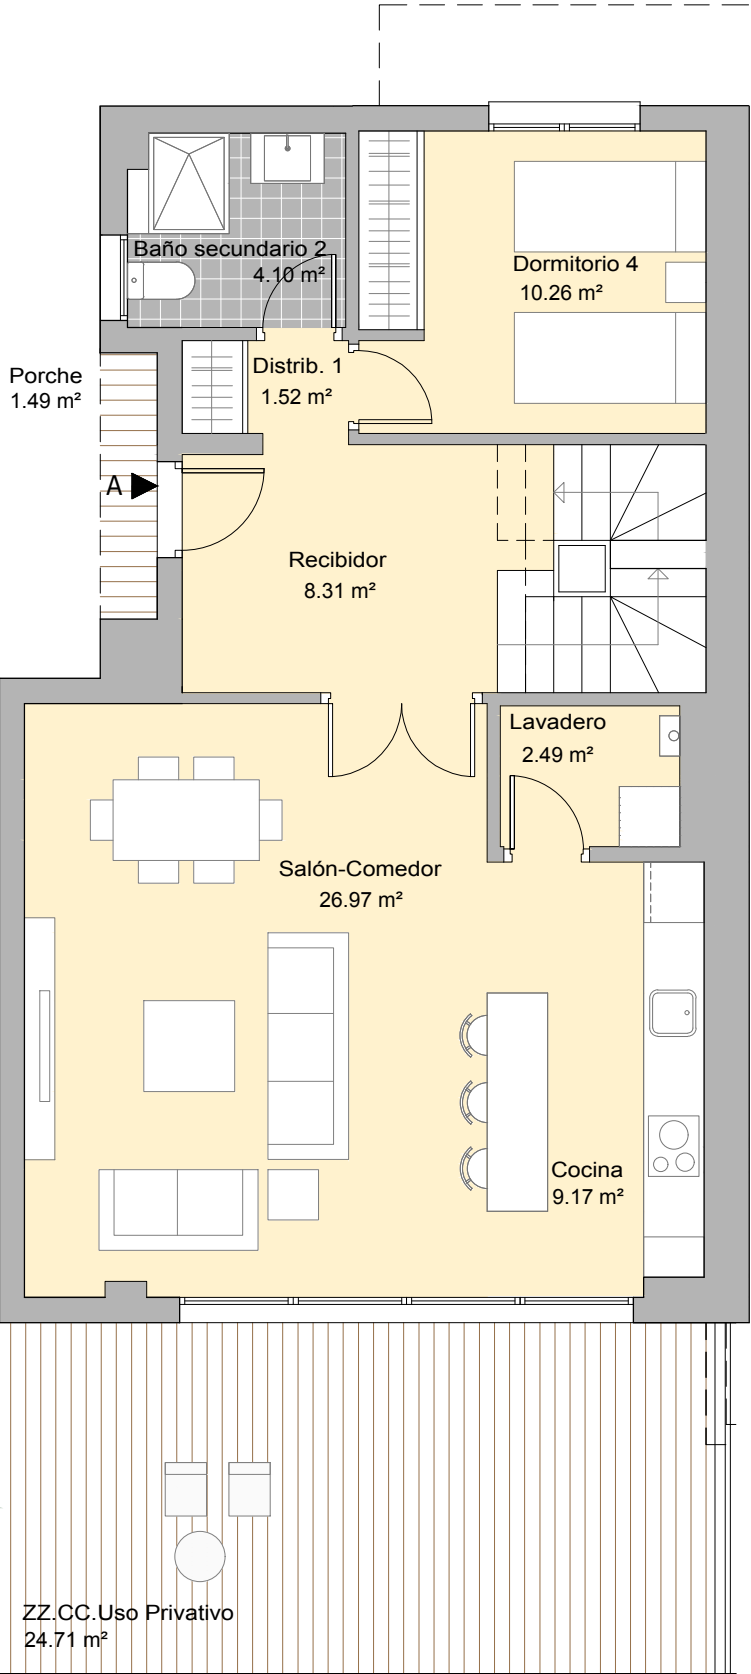 Baño secundario 2
4.10 m²
Dormitorio 4
10.26 m²
Porche
1.49 m²
Distrib. 1
1.52 m²
A
Recibidor
8.31 m²
Lavadero
2.49 m²
Salón-Comedor
26.97 m²
Cocina
9.17 m²
ZZ.CC.Uso Privativo
24.71 m²